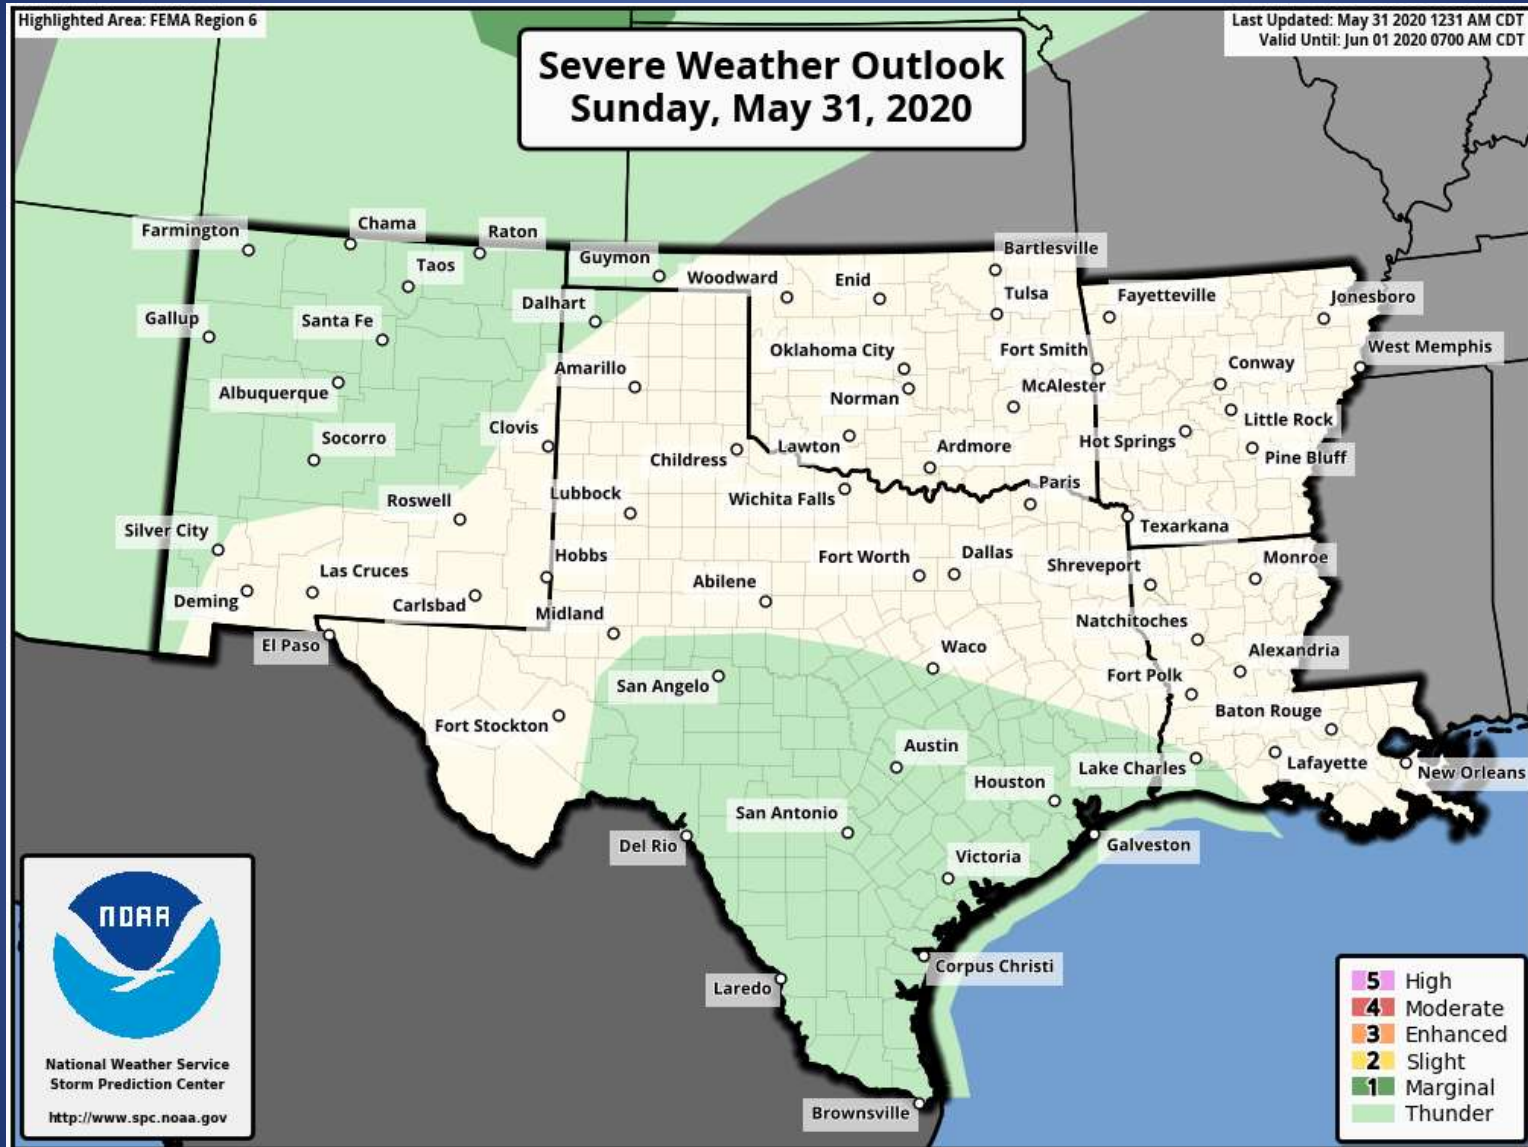 Highlighted Area: FEMA Region 6
Last Updated: May 31 2020 1231 AM CDT
Valid Until: Jun 01 2020 0700 AM CDT
Severe Weather Outlook
Sunday, May 31, 2020
Farmington
Chama
Raton
Taos
Guymon
Woodward
Enid
Bartlesville
Dalhart
Tulsa
Fayetteville
Jonesboro
Gallup
Santa Fe
Oklahoma City
Fort Smith
West Memphis
Amarillo
Conway
Albuquerque
Norman
McAlester
Clovis
Little Rock
Socorro
Childress
Lawton
Ardmore
Hot Springs
Pine Bluff
Roswell
Lubbock
Wichita Falls
Paris
Silver City
Texarkana
Las Cruces
Hobbs
Fort Worth
Dallas
Shreveport
Monroe
Abilene
Deming
Carlsbad
Midland
Natchitoches
El Paso
Waco
Alexandria
San Angelo
Fort Polk
Fort Stockton
Baton Rouge
Austin
Lake Charles
Lafayette
New Orleans
Houston
San Antonio
Del Rio
Galveston
Victoria
Corpus Christi
Laredo
Brownsville
NOAA
National Weather Service
Storm Prediction Center
http://www.spc.noaa.gov
5 High
4 Moderate
3 Enhanced
2 Slight
1 Marginal
Thunder